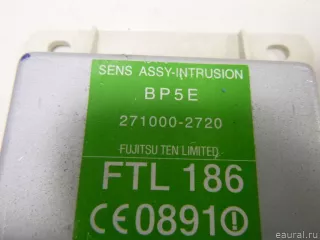 SENS ASSY-INTRUSION
BP5E
271000-2720
FUJITSU TEN LIMITED
FTL 186
CE0891
© eaural.ru